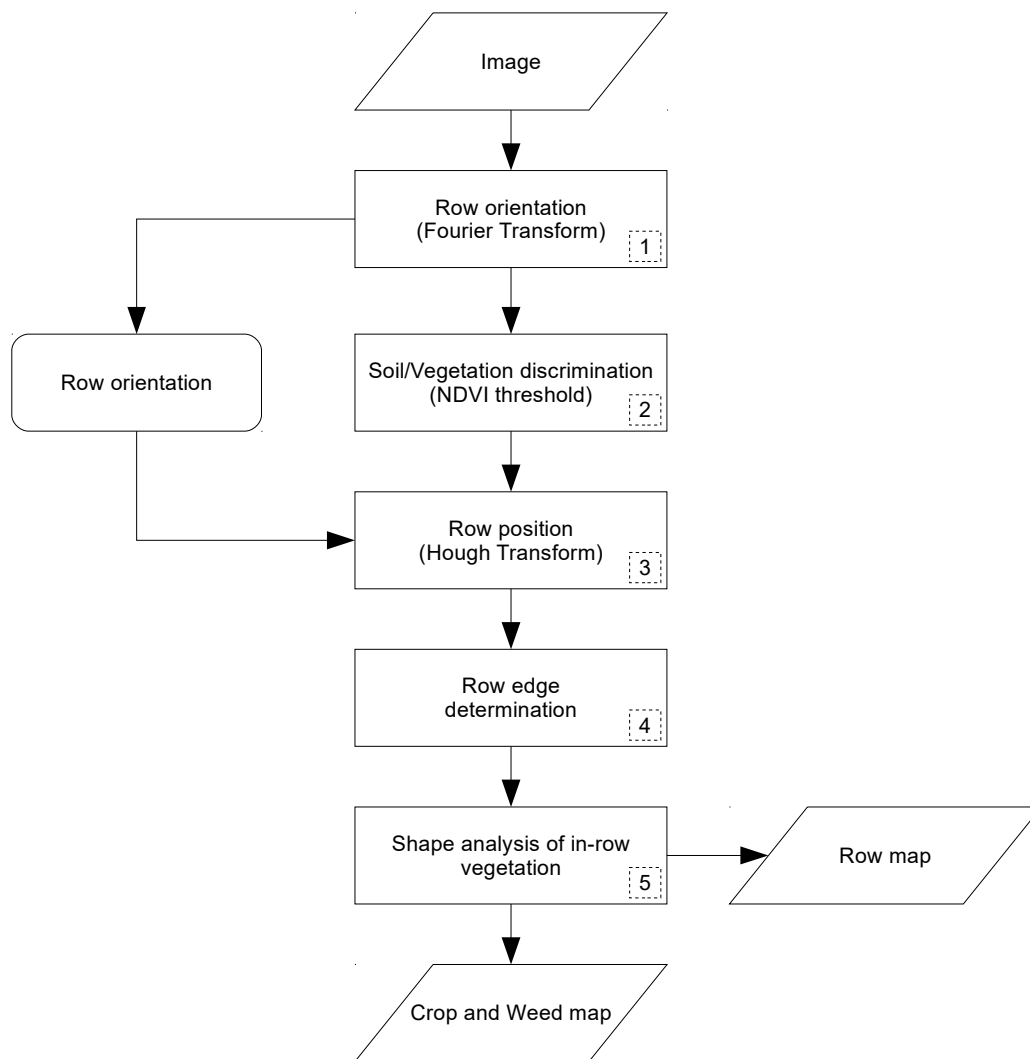 Image
Row orientation
(Fourier Transform)
1
Row orientation
Soil/Vegetation discrimination
(NDVI threshold)
2
Row position
(Hough Transform)
3
Row edge
determination
4
Shape analysis of in-row
vegetation
5
Row map
Crop and Weed map